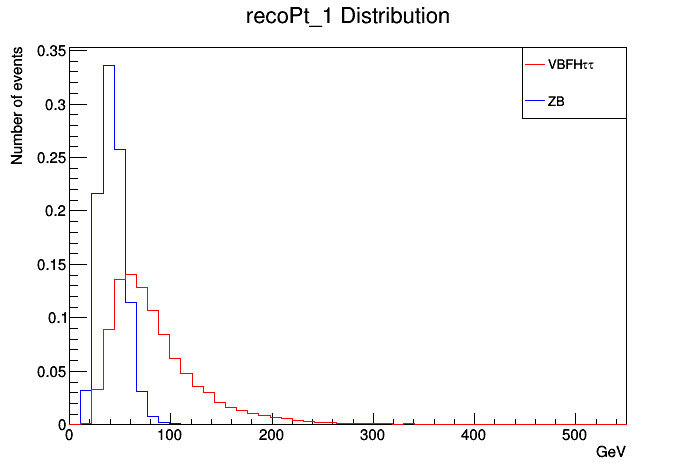 recoPt_1 Distribution
Number of events
0.35
0.3
0.25
0.2
0.15
0.1
0.05
0
0 100 200 300 400 500
GeV
VBFHττ
ZB